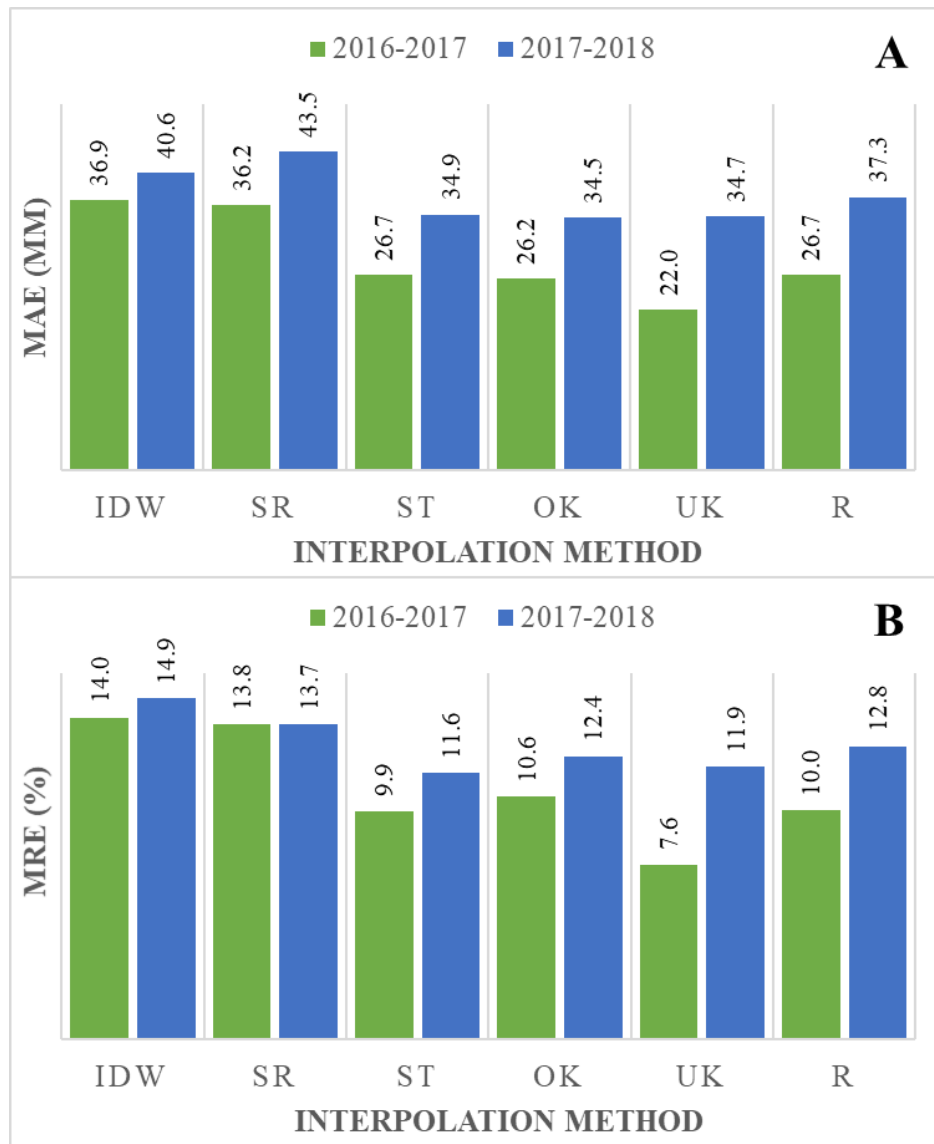 2016-2017 2017-2018 A
36.9 40.6 36.2 43.5 26.7 34.9 26.2 34.5 22.0 34.7 26.7 37.3
MAE (MM)
IDW SR ST OK UK R
INTERPOLATION METHOD
2016-2017 2017-2018 B
14.0 14.9 13.8 13.7 9.9 11.6 10.6 12.4 7.6 11.9 10.0 12.8
MRE (%)
IDW SR ST OK UK R
INTERPOLATION METHOD